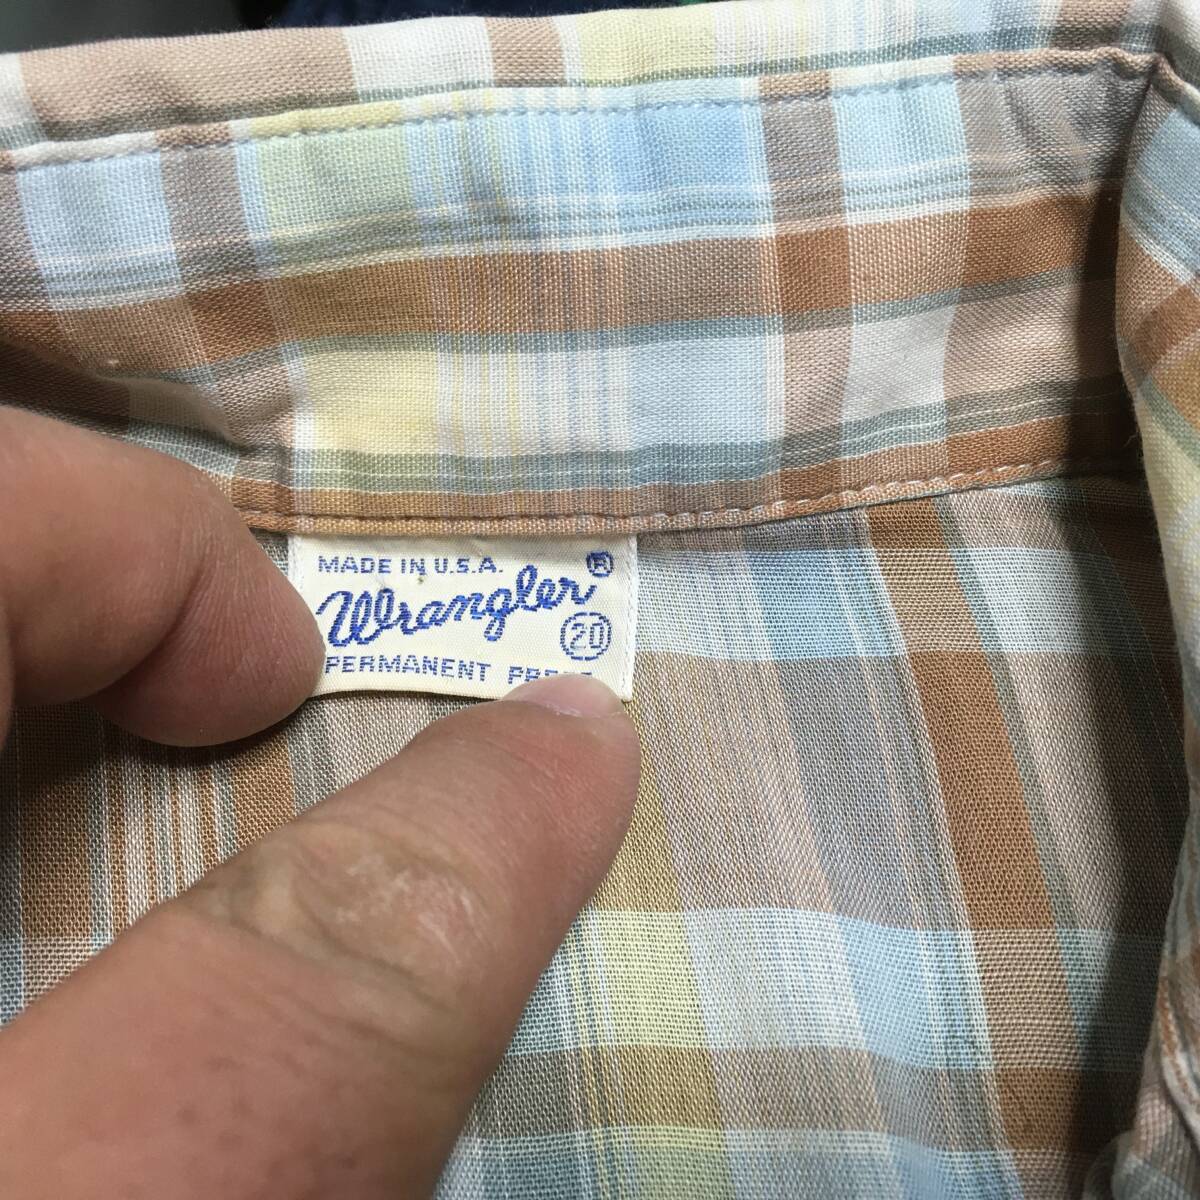 MADE IN U.S.A.
Wrangler®
20
PERMANENT